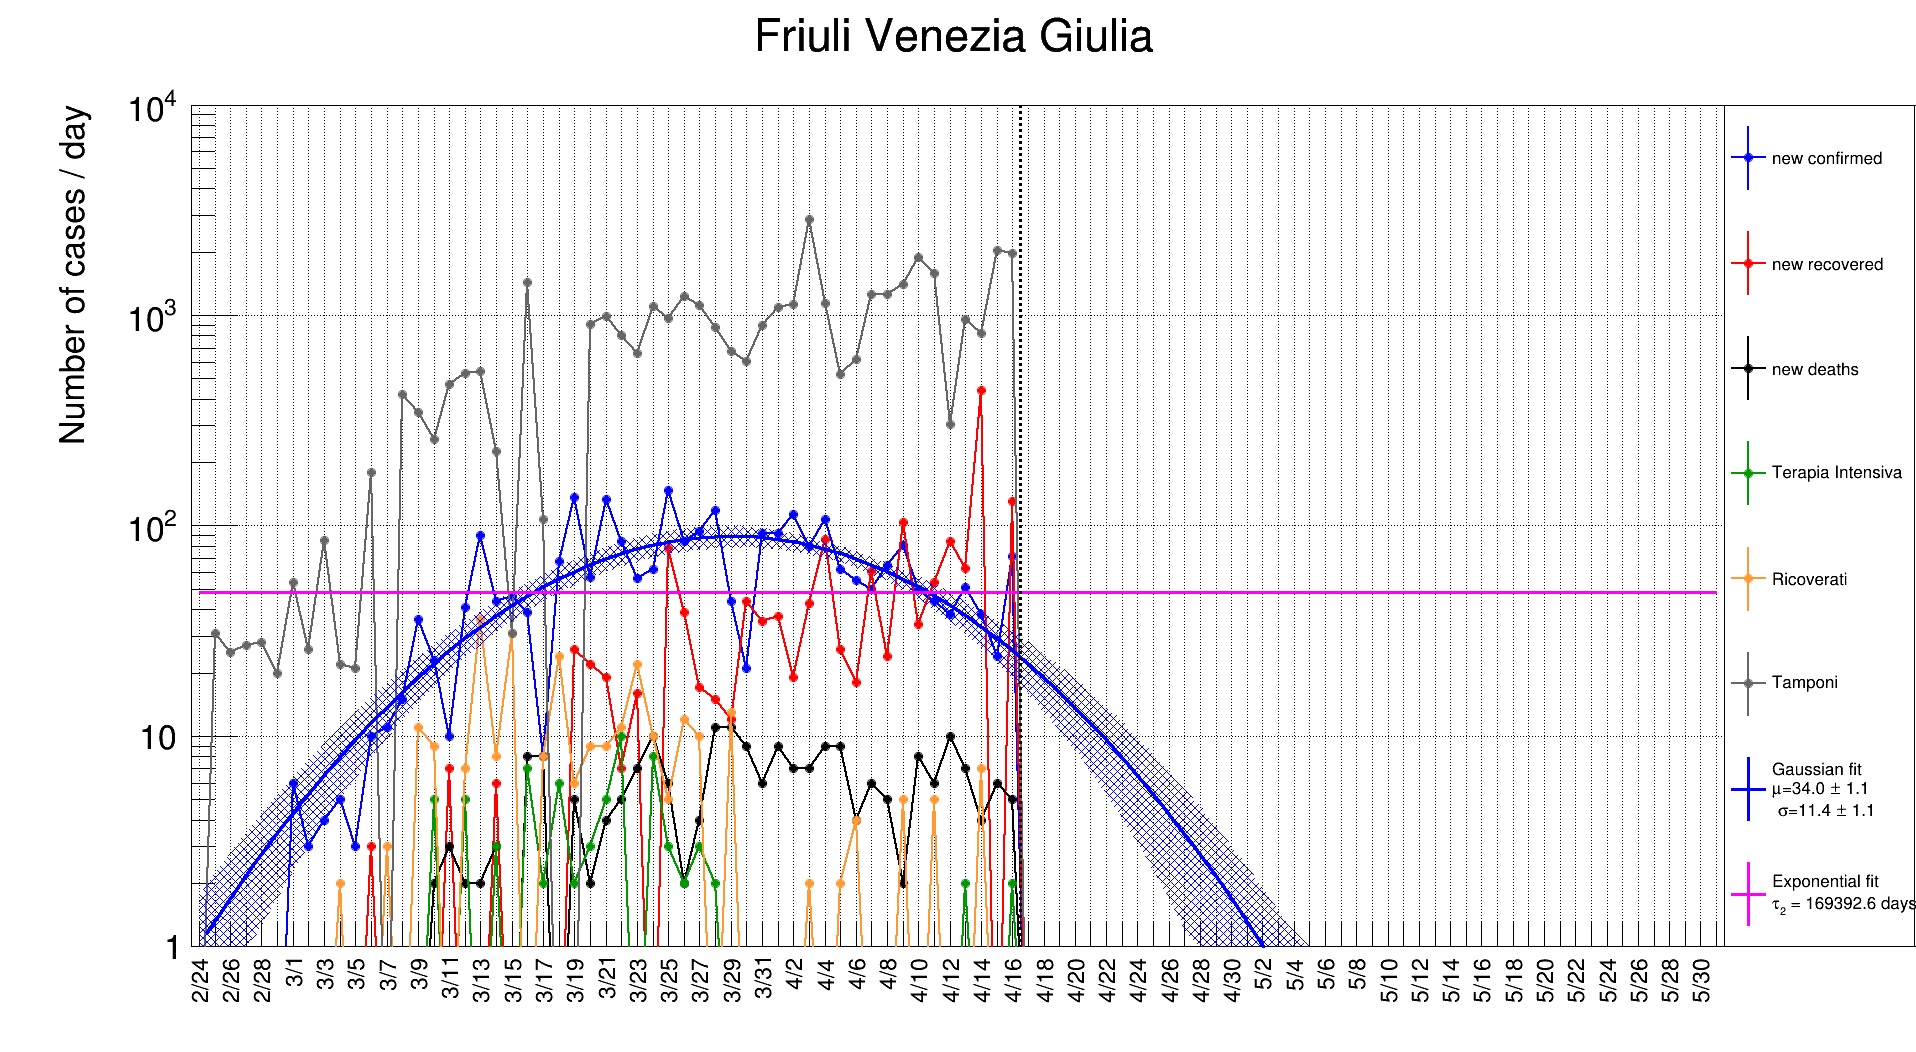 Friuli Venezia Giulia
Number of cases / day
10⁴
10³
10²
10
1
2/24 2/26 2/28 3/1 3/3 3/5 3/7 3/9 3/11 3/13 3/15 3/17 3/19 3/21 3/23 3/25 3/27 3/29 3/31 4/2 4/4 4/6 4/8 4/10 4/12 4/14 4/16 4/18 4/20 4/22 4/24 4/26 4/28 4/30 5/2 5/4 5/6 5/8 5/10 5/12 5/14 5/16 5/18 5/20 5/22 5/24 5/26 5/28 5/30
new confirmed
new recovered
new deaths
Terapia Intensiva
Ricoverati
Tamponi
Gaussian fit
μ=34.0 ± 1.1
σ=11.4 ± 1.1
Exponential fit
τ₂ = 169392.6 days